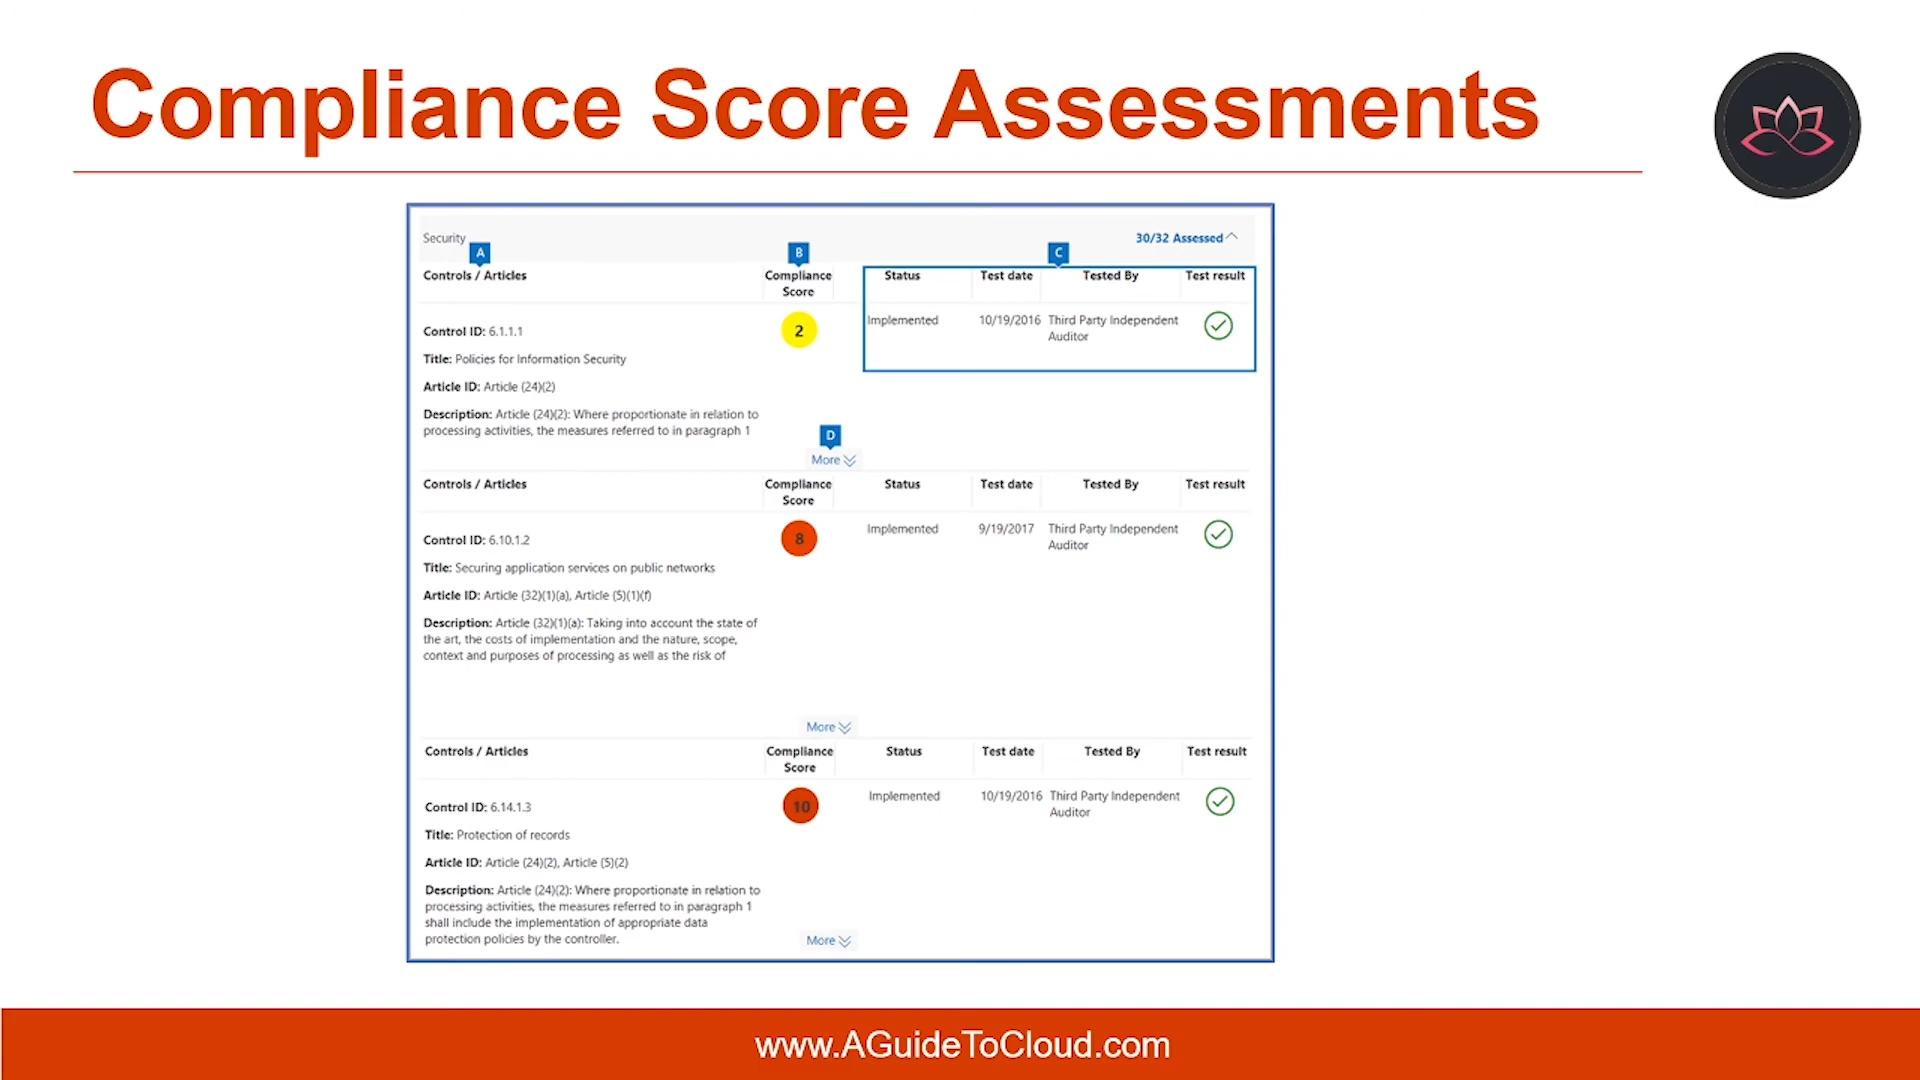 Compliance Score Assessments
Security
30/32 Assessed
A
B
C
Controls / Articles
Compliance
Score
Status
Test date
Tested By
Test result
Control ID: 6.1.1.1
2
Implemented
10/19/2016
Third Party Independent
Auditor
Title: Policies for Information Security
Article ID: Article (24)(2)
Description: Article (24)(2): Where proportionate in relation to
processing activities, the measures referred to in paragraph 1
D
More
Controls / Articles
Compliance
Score
Status
Test date
Tested By
Test result
Control ID: 6.10.1.2
8
Implemented
9/19/2017
Third Party Independent
Auditor
Title: Securing application services on public networks
Article ID: Article (32)(1)(a), Article (5)(1)(f)
Description: Article (32)(1)(a): Taking into account the state of
the art, the costs of implementation and the nature, scope,
context and purposes of processing as well as the risk of
More
Controls / Articles
Compliance
Score
Status
Test date
Tested By
Test result
Control ID: 6.14.1.3
10
Implemented
10/19/2016
Third Party Independent
Auditor
Title: Protection of records
Article ID: Article (24)(2), Article (5)(2)
Description: Article (24)(2): Where proportionate in relation to
processing activities, the measures referred to in paragraph 1
shall include the implementation of appropriate data
protection policies by the controller.
More
www.AGuideToCloud.com